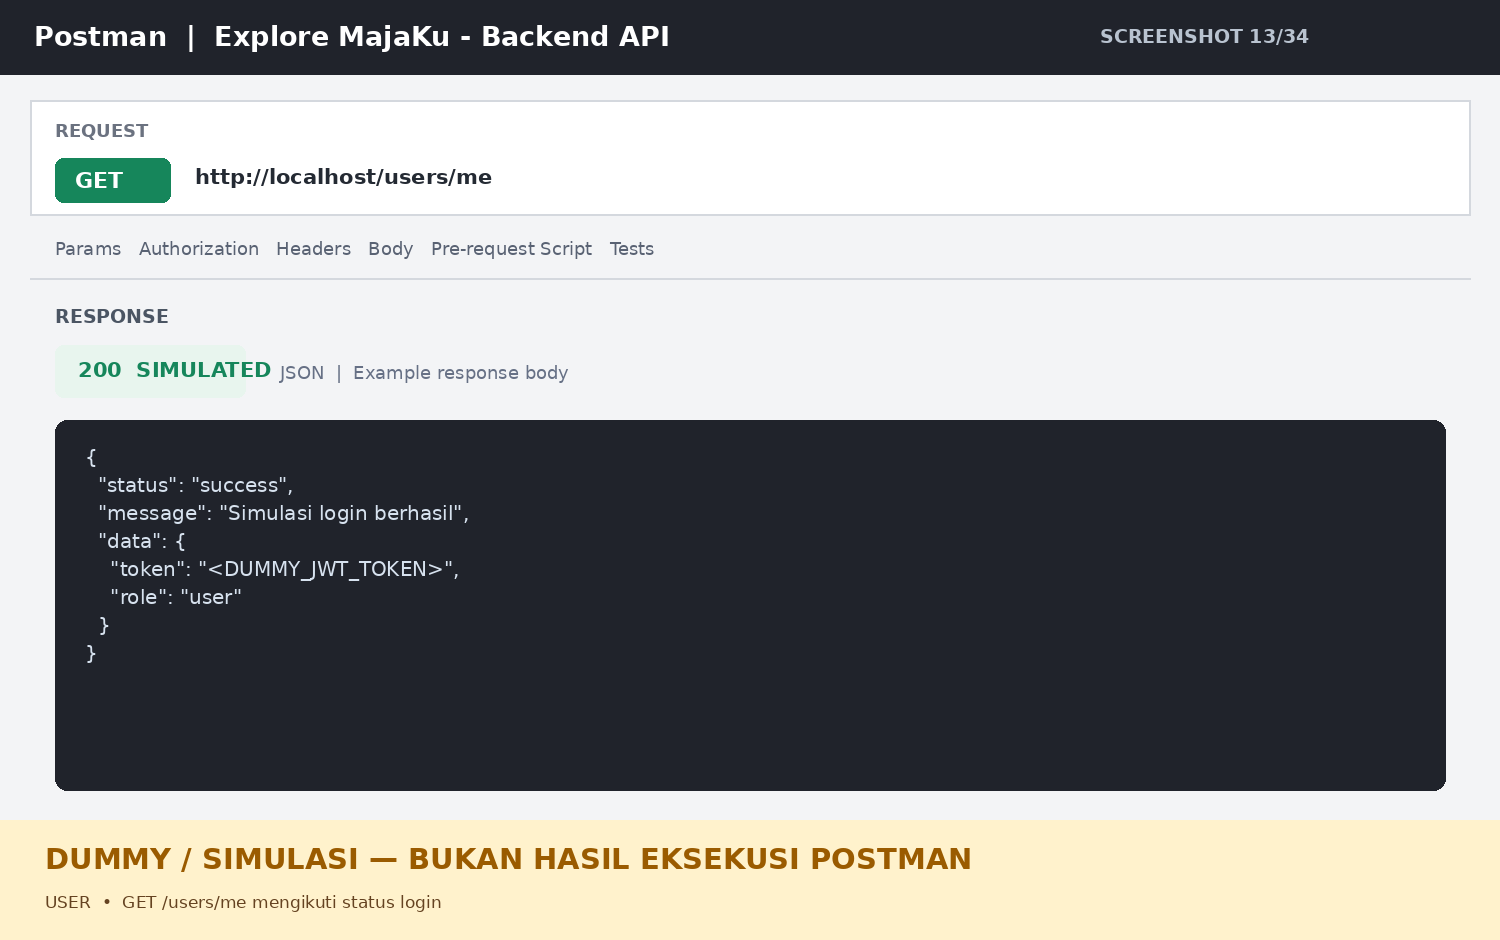 Postman | Explore MajaKu - Backend API
SCREENSHOT 13/34
REQUEST
GET http://localhost/users/me
Params Authorization Headers Body Pre-request Script Tests
RESPONSE
200 SIMULATED JSON | Example response body
{
  "status": "success",
  "message": "Simulasi login berhasil",
  "data": {
    "token": "<DUMMY_JWT_TOKEN>",
    "role": "user"
  }
}
DUMMY / SIMULASI — BUKAN HASIL EKSEKUSI POSTMAN
USER • GET /users/me mengikuti status login